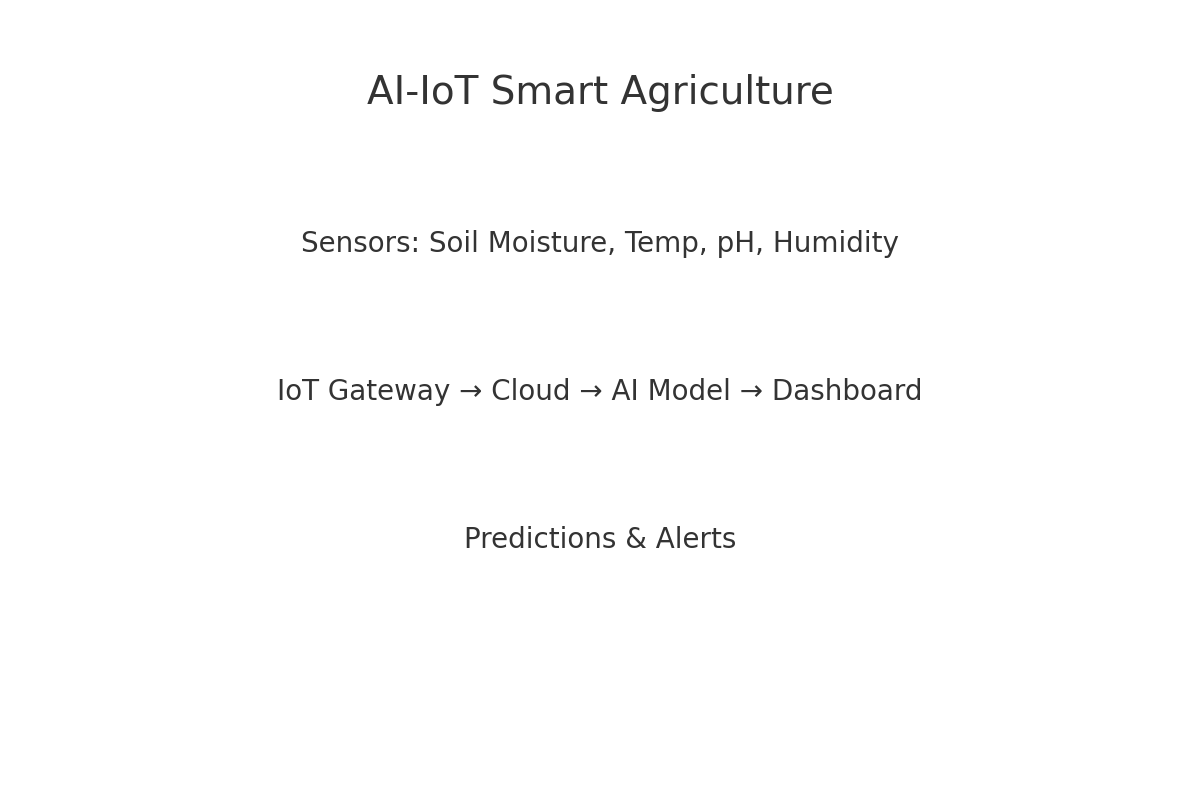 AI-IoT Smart Agriculture
Sensors: Soil Moisture, Temp, pH, Humidity
IoT Gateway → Cloud → AI Model → Dashboard
Predictions & Alerts